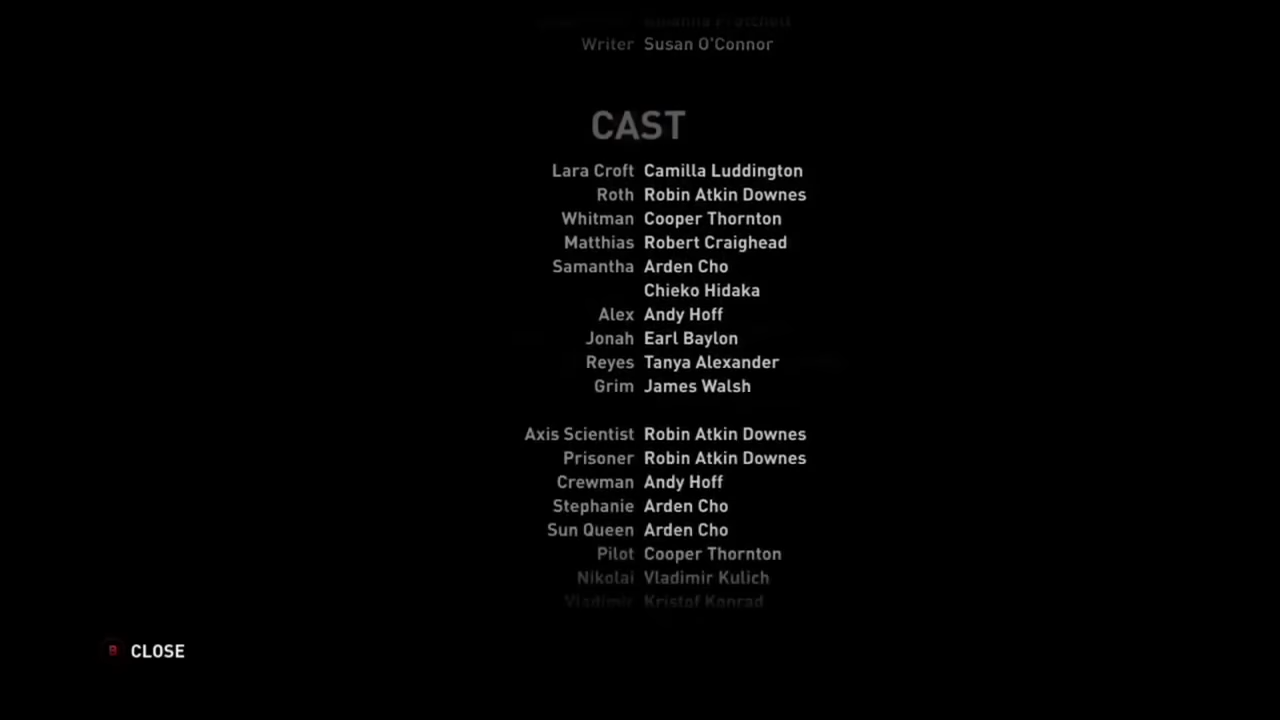 Writer Susan O'Connor
CAST
Lara Croft Camilla Luddington
Roth Robin Atkin Downes
Whitman Cooper Thornton
Matthias Robert Craighead
Samantha Arden Cho
Chieko Hidaka
Alex Andy Hoff
Jonah Earl Baylon
Reyes Tanya Alexander
Grim James Walsh
Axis Scientist Robin Atkin Downes
Prisoner Robin Atkin Downes
Crewman Andy Hoff
Stephanie Arden Cho
Sun Queen Arden Cho
Pilot Cooper Thornton
Nikolai Vladimir Kulich
Vladimir Kristof Konrad
B CLOSE